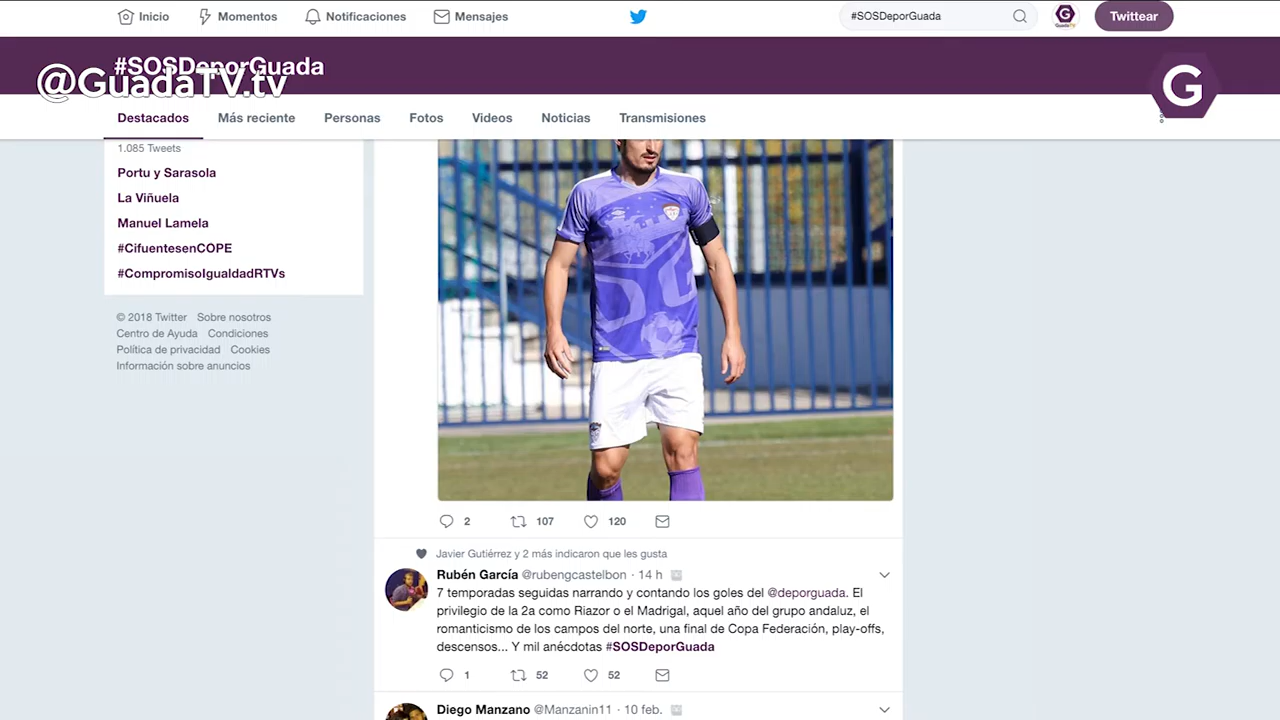 Inicio
Momentos
Notificaciones
Mensajes
#SOSDeporGuada
Twittear
#SOSDeporGuada
@GuadaTV.tv
G
Destacados
Más reciente
Personas
Fotos
Videos
Noticias
Transmisiones
1.085 Tweets
Portu y Sarasola
La Viñuela
Manuel Lamela
#CifuentesenCOPE
#CompromisoIgualdadRTVs
© 2018 Twitter Sobre nosotros
Centro de Ayuda Condiciones
Política de privacidad Cookies
Información sobre anuncios
2 107 120
Javier Gutiérrez y 2 más indicaron que les gusta
Rubén García @rubengcastelbon · 14 h
7 temporadas seguidas narrando y contando los goles del @deporguada. El
privilegio de la 2a como Riazor o el Madrigal, aquel año del grupo andaluz, el
romanticismo de los campos del norte, una final de Copa Federación, play-offs,
descensos... Y mil anécdotas #SOSDeporGuada
1 52 52
Diego Manzano @Manzanin11 · 10 feb.